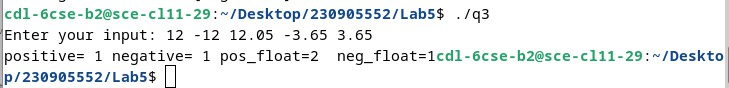 cdl-6cse-b2@sce-cl11-29:~/Desktop/230905552/Lab5$ ./q3
Enter your input: 12 -12 12.05 -3.65 3.65
positive= 1 negative= 1 pos_float=2  neg_float=1cdl-6cse-b2@sce-cl11-29:~/Deskto
p/230905552/Lab5$